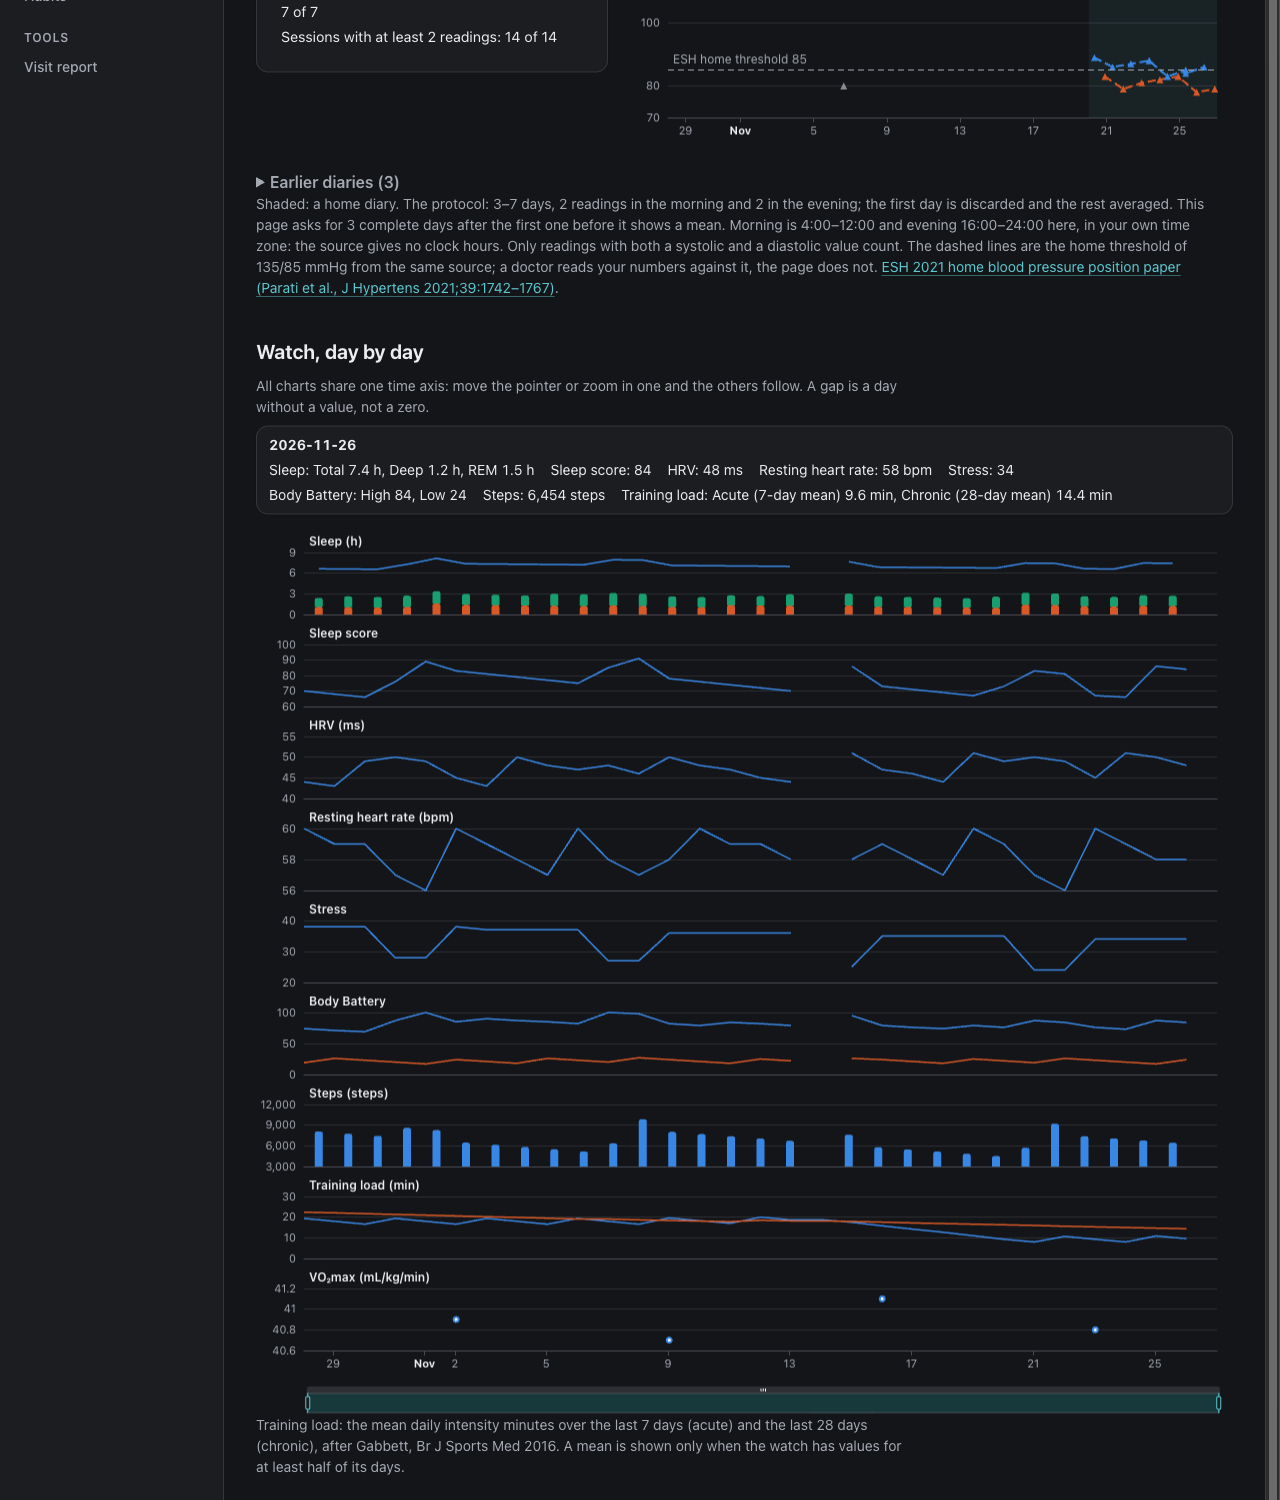 TOOLS
Visit report
7 of 7
Sessions with at least 2 readings: 14 of 14
100
ESH home threshold 85
80
70
29 Nov 5 9 13 17 21 25
▶ Earlier diaries (3)
Shaded: a home diary. The protocol: 3–7 days, 2 readings in the morning and 2 in the evening; the first day is discarded and the rest averaged. This
page asks for 3 complete days after the first one before it shows a mean. Morning is 4:00–12:00 and evening 16:00–24:00 here, in your own time
zone: the source gives no clock hours. Only readings with both a systolic and a diastolic value count. The dashed lines are the home threshold of
135/85 mmHg from the same source; a doctor reads your numbers against it, the page does not. ESH 2021 home blood pressure position paper
(Parati et al., J Hypertens 2021;39:1742–1767).
Watch, day by day
All charts share one time axis: move the pointer or zoom in one and the others follow. A gap is a day
without a value, not a zero.
2026-11-26
Sleep: Total 7.4 h, Deep 1.2 h, REM 1.5 h Sleep score: 84 HRV: 48 ms Resting heart rate: 58 bpm Stress: 34
Body Battery: High 84, Low 24 Steps: 6,454 steps Training load: Acute (7-day mean) 9.6 min, Chronic (28-day mean) 14.4 min
Sleep (h)
9
6
3
0
Sleep score
100
90
80
70
60
HRV (ms)
55
50
45
40
Resting heart rate (bpm)
60
58
56
Stress
40
30
20
Body Battery
100
50
0
Steps (steps)
12,000
9,000
6,000
3,000
Training load (min)
30
20
10
0
VO₂max (mL/kg/min)
41.2
41
40.8
40.6
29 Nov 2 5 9 13 17 21 25
Training load: the mean daily intensity minutes over the last 7 days (acute) and the last 28 days
(chronic), after Gabbett, Br J Sports Med 2016. A mean is shown only when the watch has values for
at least half of its days.